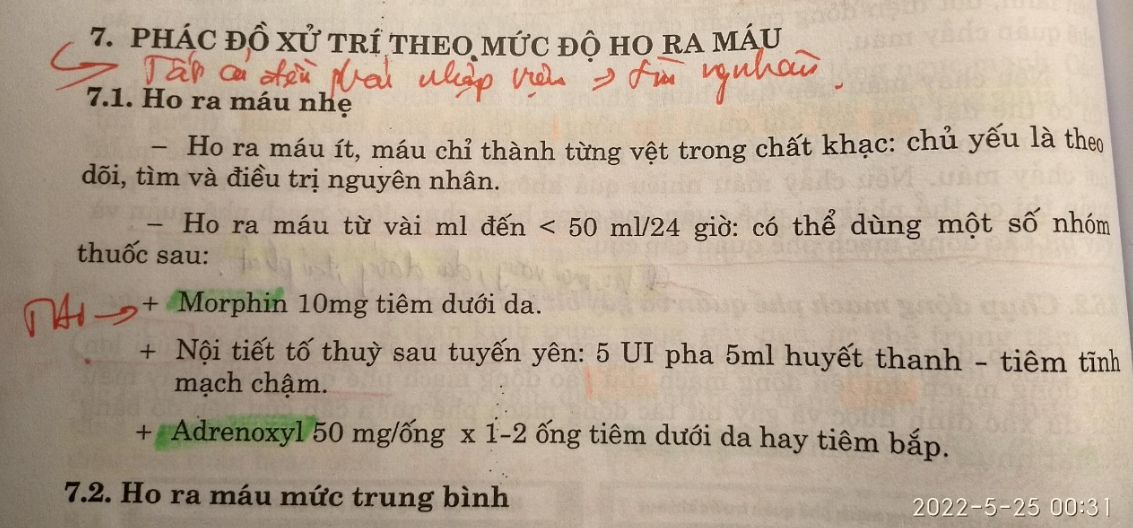 7. PHÁC ĐỒ XỬ TRÍ THEO MỨC ĐỘ HO RA MÁU
Tất cả đều phải nhập viện → tìm ng nhân.
7.1. Ho ra máu nhẹ
– Ho ra máu ít, máu chỉ thành từng vệt trong chất khạc: chủ yếu là theo
dõi, tìm và điều trị nguyên nhân.
– Ho ra máu từ vài ml đến < 50 ml/24 giờ: có thể dùng một số nhóm
thuốc sau:
+ Morphin 10mg tiêm dưới da.
+ Nội tiết tố thuỳ sau tuyến yên: 5 UI pha 5ml huyết thanh - tiêm tĩnh
mạch chậm.
+ Adrenoxyl 50 mg/ống x 1-2 ống tiêm dưới da hay tiêm bắp.
7.2. Ho ra máu mức trung bình
2022-5-25 00:31